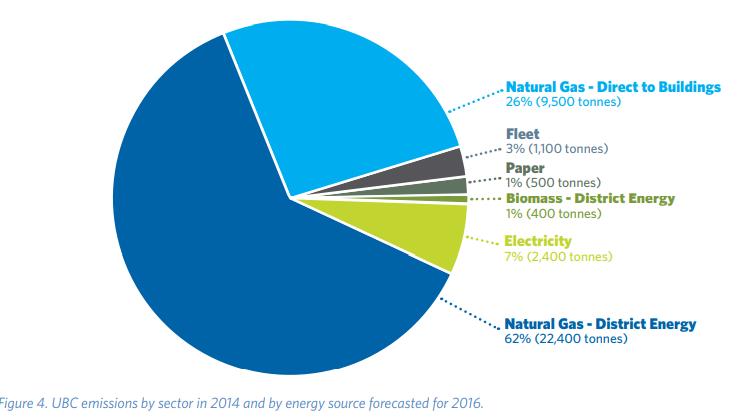 Natural Gas - Direct to Buildings
26% (9,500 tonnes)
Fleet
3% (1,100 tonnes)
Paper
1% (500 tonnes)
Biomass - District Energy
1% (400 tonnes)
Electricity
7% (2,400 tonnes)
Natural Gas - District Energy
62% (22,400 tonnes)
Figure 4. UBC emissions by sector in 2014 and by energy source forecasted for 2016.